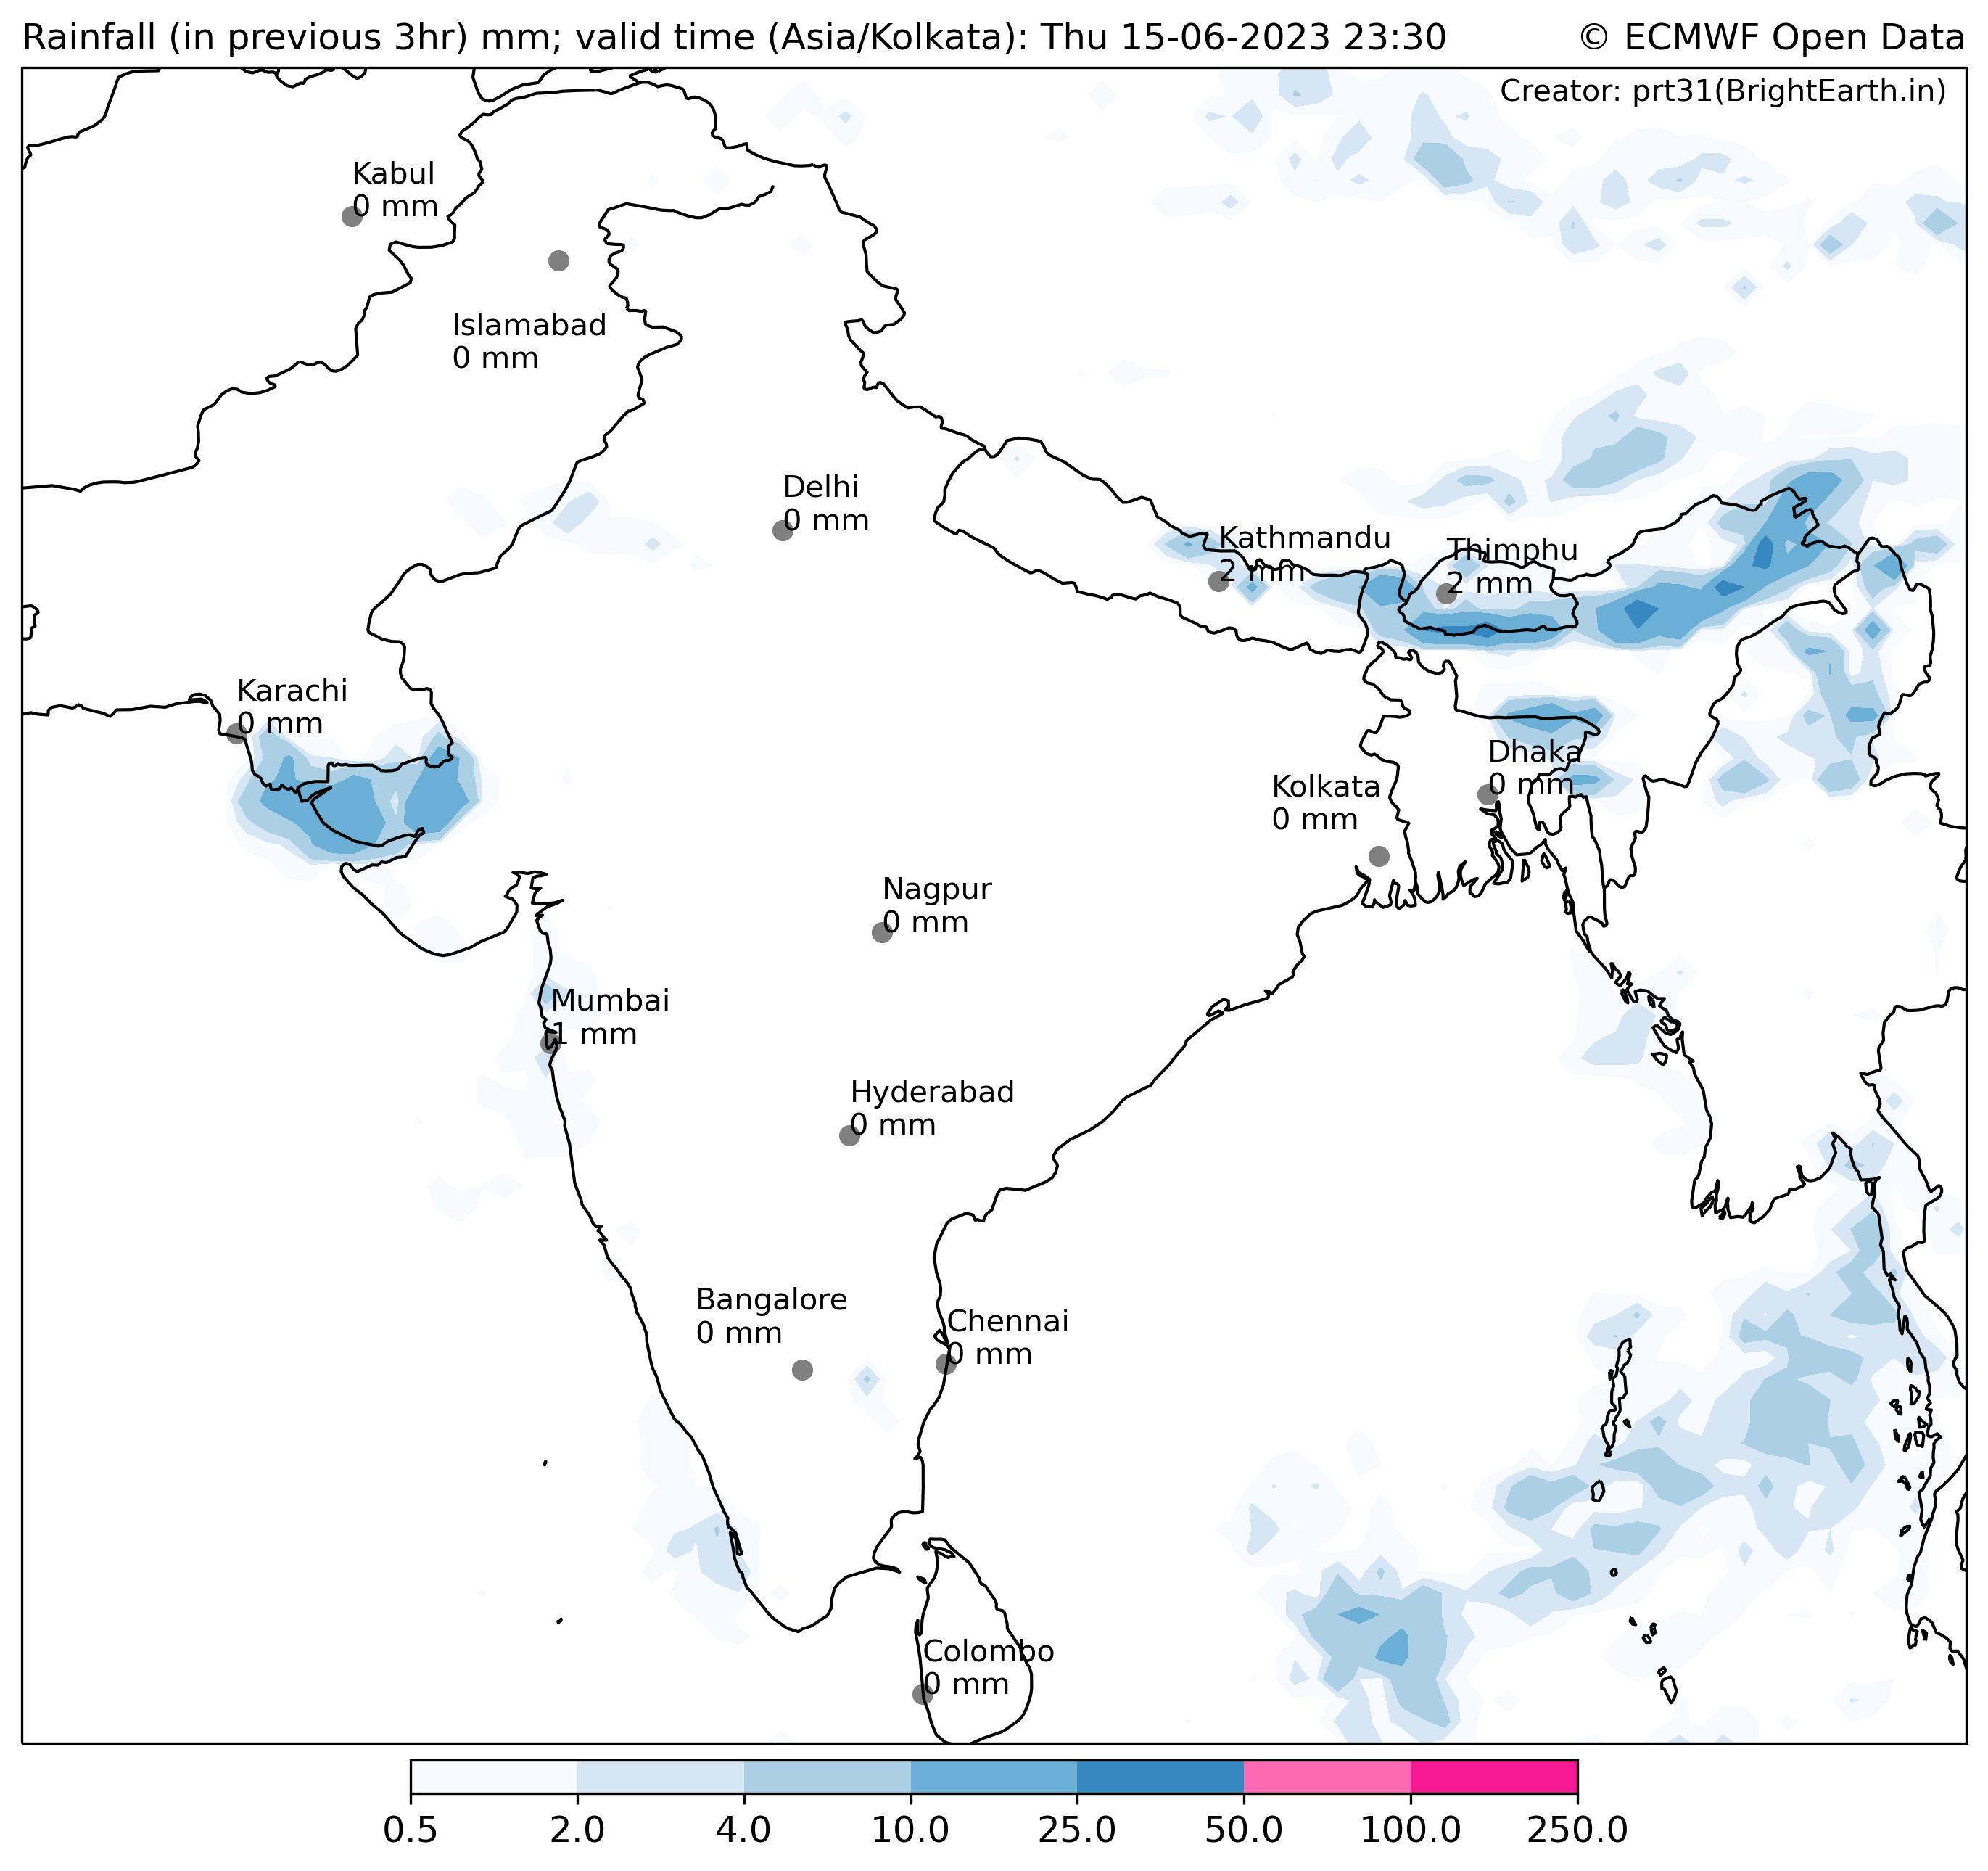 Rainfall (in previous 3hr) mm; valid time (Asia/Kolkata): Thu 15-06-2023 23:30
© ECMWF Open Data
Creator: prt31(BrightEarth.in)
Kabul
0 mm
Islamabad
0 mm
Delhi
0 mm
Kathmandu
2 mm
Thimphu
2 mm
Karachi
0 mm
Dhaka
0 mm
Kolkata
0 mm
Nagpur
0 mm
Mumbai
1 mm
Hyderabad
0 mm
Bangalore
0 mm
Chennai
0 mm
Colombo
0 mm
0.5 2.0 4.0 10.0 25.0 50.0 100.0 250.0